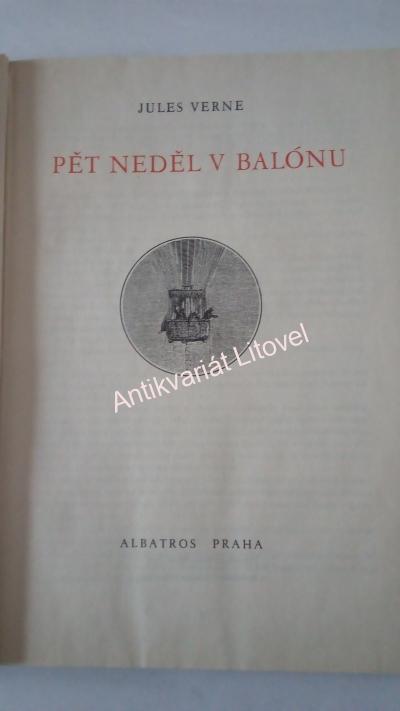 JULES VERNE
PĚT NEDĚL V BALÓNU
Antikvariát Litovel
ALBATROS PRAHA